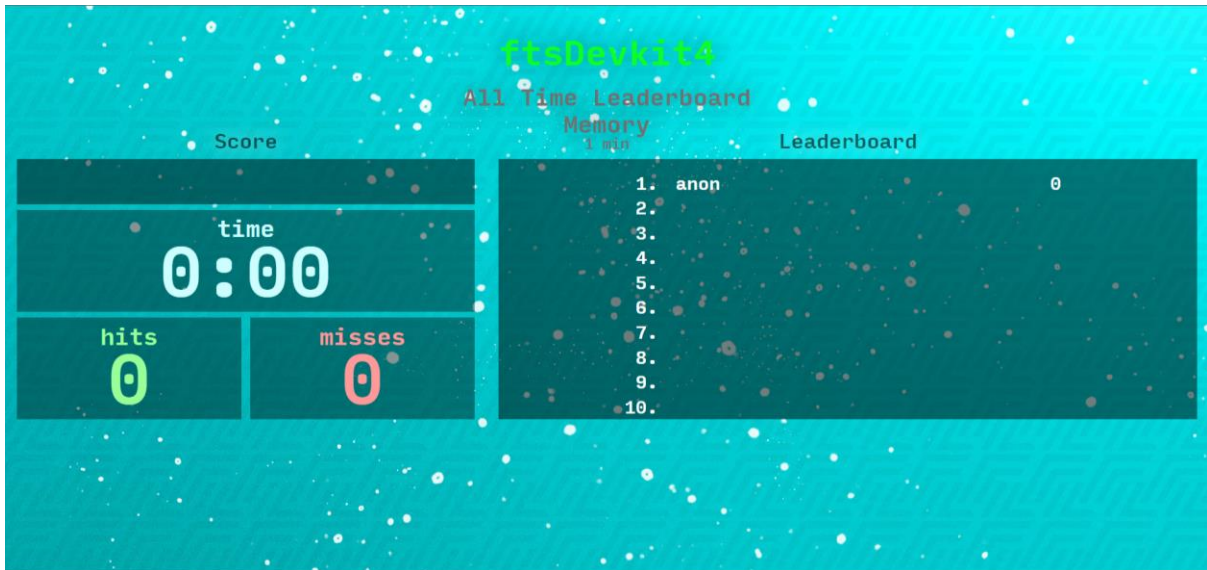 ftsDevkit4
All Time Leaderboard
Memory
1 min
Score
time
0:00
hits
0
misses
0
Leaderboard
1. anon 0
2.
3.
4.
5.
6.
7.
8.
9.
10.